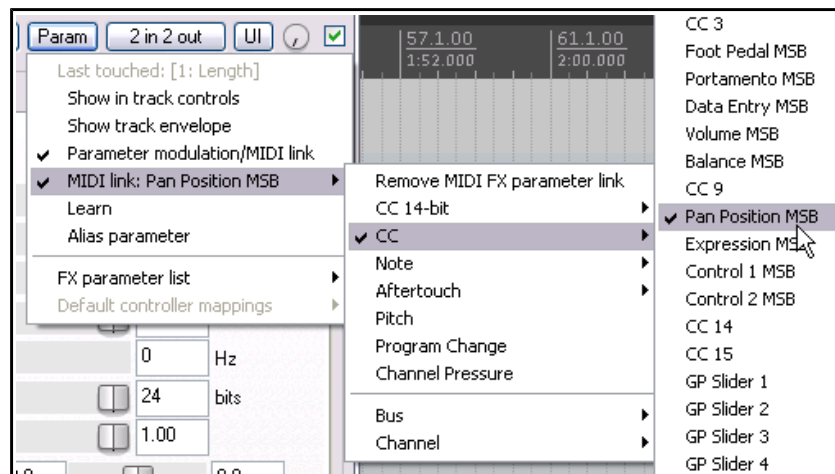 Param
2 in 2 out
UI
57.1.00
1:52.000
61.1.00
2:00.000
Last touched: [1: Length]
Show in track controls
Show track envelope
Parameter modulation/MIDI link
MIDI link: Pan Position MSB
Learn
Alias parameter
FX parameter list
Default controller mappings
0 Hz
24 bits
1.00
Remove MIDI FX parameter link
CC 14-bit
CC
Note
Aftertouch
Pitch
Program Change
Channel Pressure
Bus
Channel
CC 3
Foot Pedal MSB
Portamento MSB
Data Entry MSB
Volume MSB
Balance MSB
CC 9
Pan Position MSB
Expression MSB
Control 1 MSB
Control 2 MSB
CC 14
CC 15
GP Slider 1
GP Slider 2
GP Slider 3
GP Slider 4